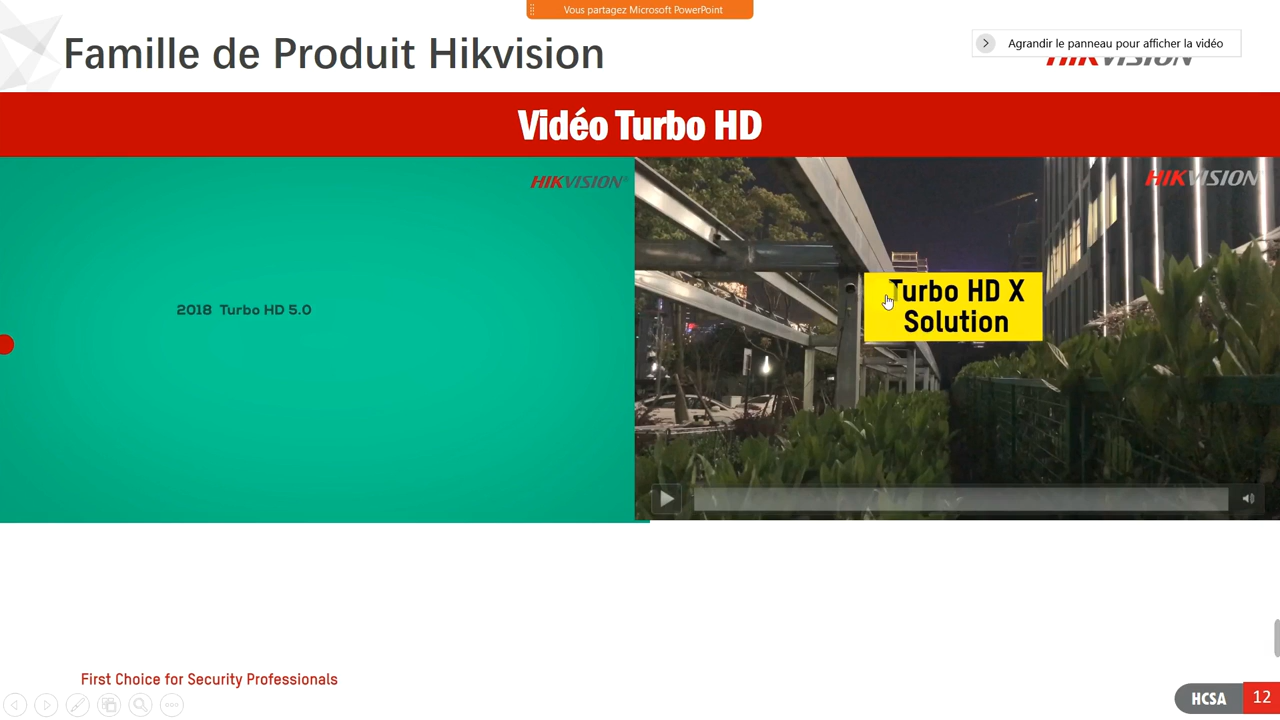 Vous partagez Microsoft PowerPoint
Famille de Produit Hikvision
Agrandir le panneau pour afficher la vidéo
HIKVISION
Vidéo Turbo HD
HIKVISION®
HIKVISION
2018 Turbo HD 5.0
Turbo HD X
Solution
First Choice for Security Professionals
HCSA
12